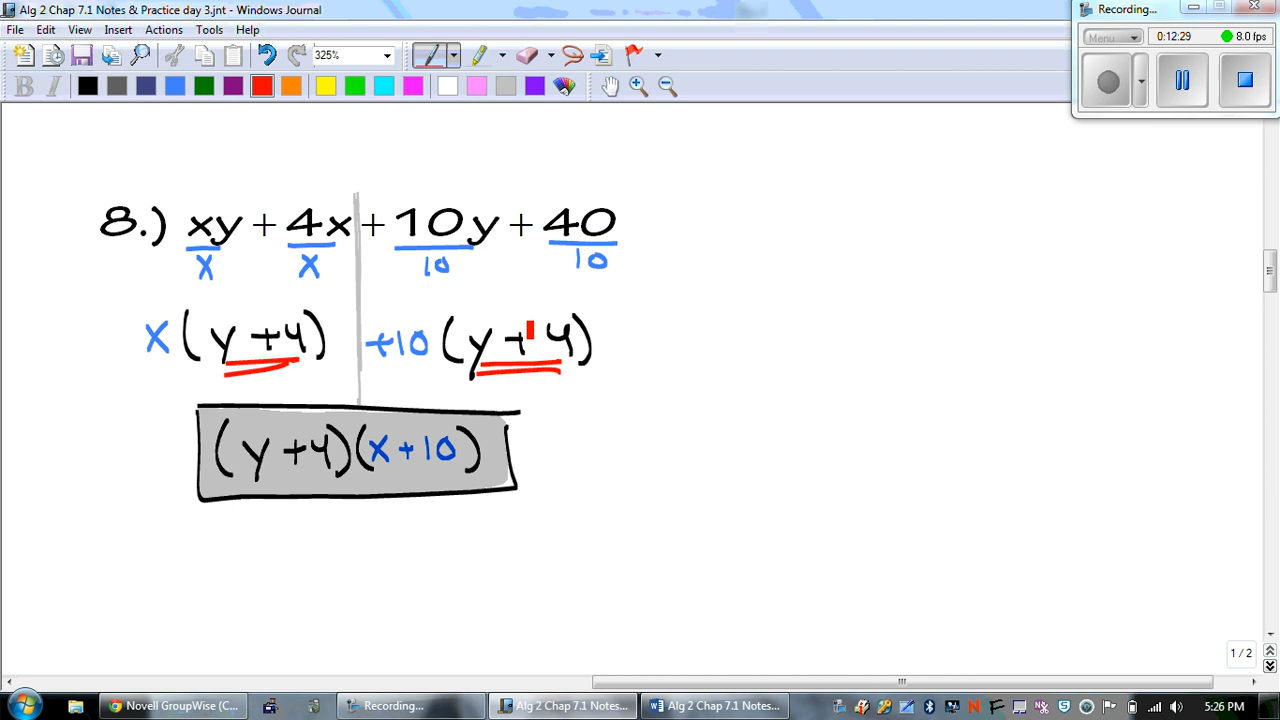 Alg 2 Chap 7.1 Notes & Practice day 3.jnt - Windows Journal
Recording...
File Edit View Insert Actions Tools Help
Menu 0:12:29 8.0 fps
325%
B I
8.) xy + 4x + 10y + 40
x x 10 10
x (y + 4) +10 (y + 4)
(y + 4)(x + 10)
1 / 2
Novell GroupWise (C... Recording... Alg 2 Chap 7.1 Notes... Alg 2 Chap 7.1 Notes... 5:26 PM